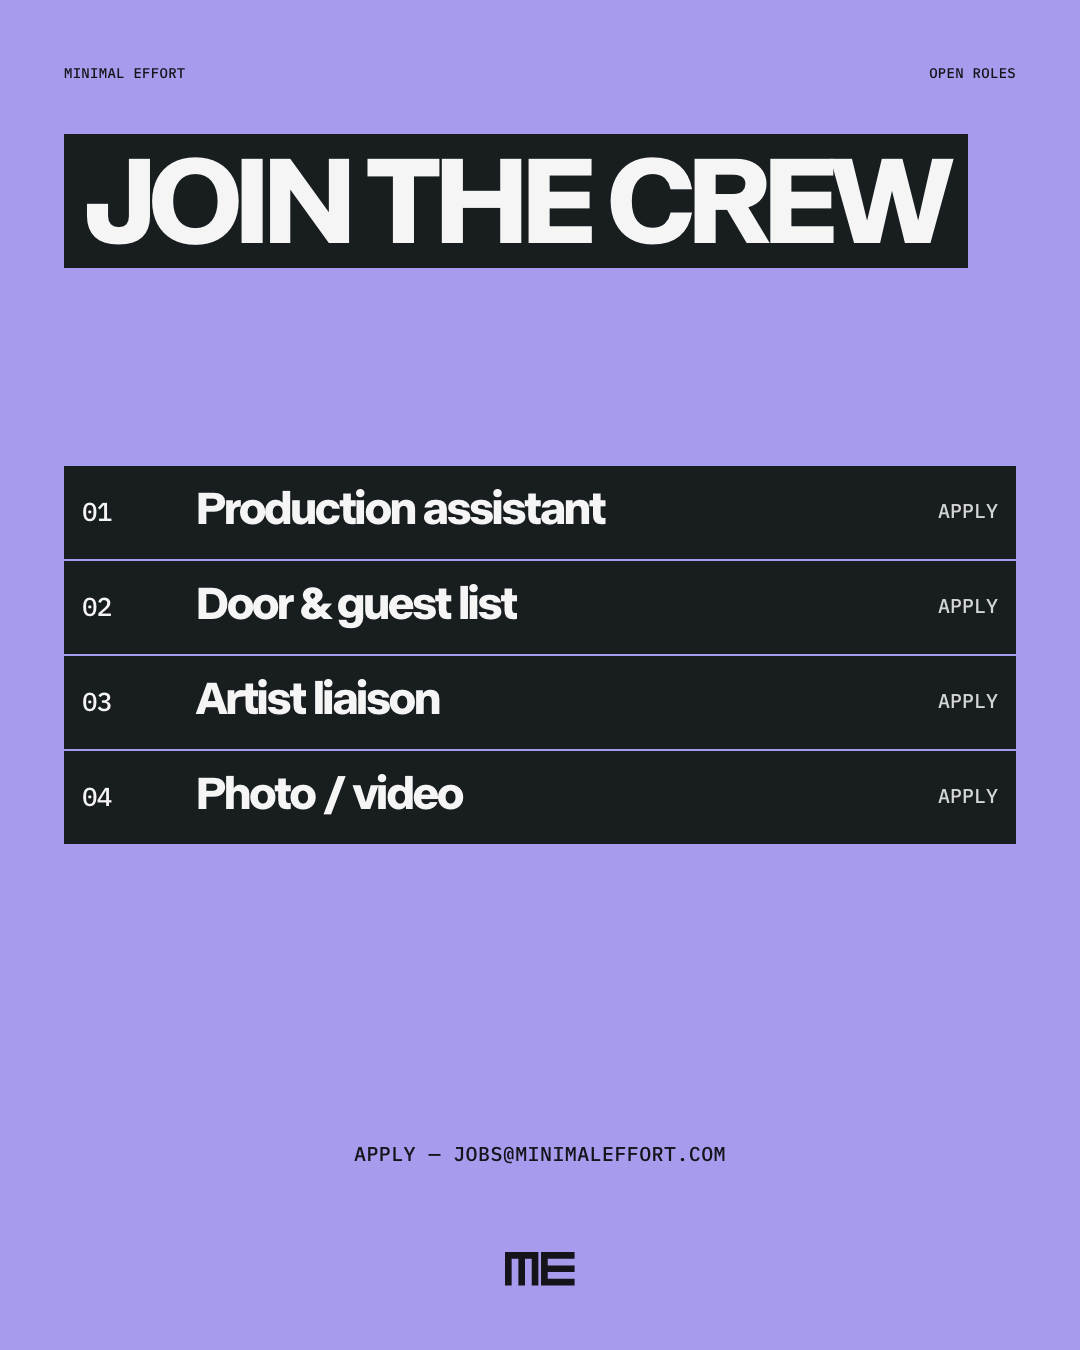 MINIMAL EFFORT
OPEN ROLES
JOIN THE CREW
01 Production assistant APPLY
02 Door & guest list APPLY
03 Artist liaison APPLY
04 Photo / video APPLY
APPLY — JOBS@MINIMALEFFORT.COM
ME